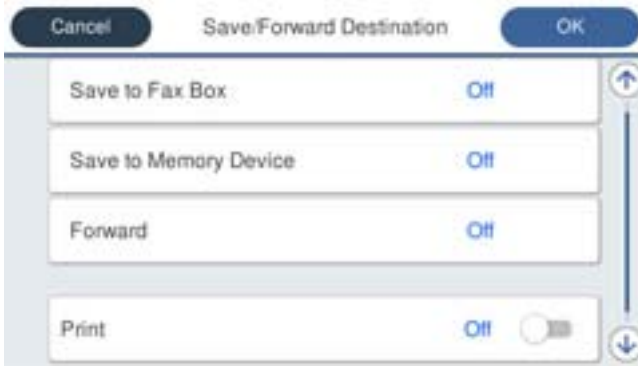 Cancel Save/Forward Destination OK
Save to Fax Box Off
Save to Memory Device Off
Forward Off
Print Off